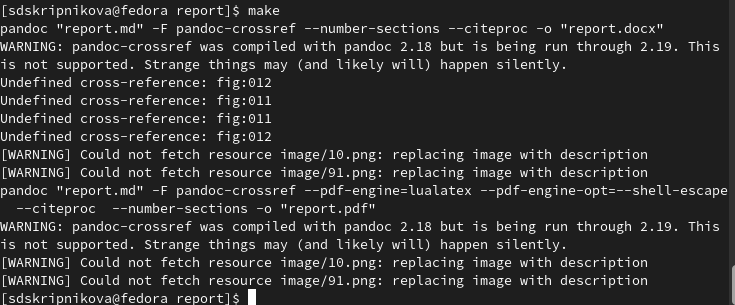 [sdskripnikova@fedora report]$ make
pandoc "report.md" -F pandoc-crossref --number-sections --citeproc -o "report.docx"
WARNING: pandoc-crossref was compiled with pandoc 2.18 but is being run through 2.19. This
is not supported. Strange things may (and likely will) happen silently.
Undefined cross-reference: fig:012
Undefined cross-reference: fig:011
Undefined cross-reference: fig:011
Undefined cross-reference: fig:012
[WARNING] Could not fetch resource image/10.png: replacing image with description
[WARNING] Could not fetch resource image/91.png: replacing image with description
pandoc "report.md" -F pandoc-crossref --pdf-engine=lualatex --pdf-engine-opt=--shell-escape
  --citeproc  --number-sections -o "report.pdf"
WARNING: pandoc-crossref was compiled with pandoc 2.18 but is being run through 2.19. This
is not supported. Strange things may (and likely will) happen silently.
[WARNING] Could not fetch resource image/10.png: replacing image with description
[WARNING] Could not fetch resource image/91.png: replacing image with description
[sdskripnikova@fedora report]$